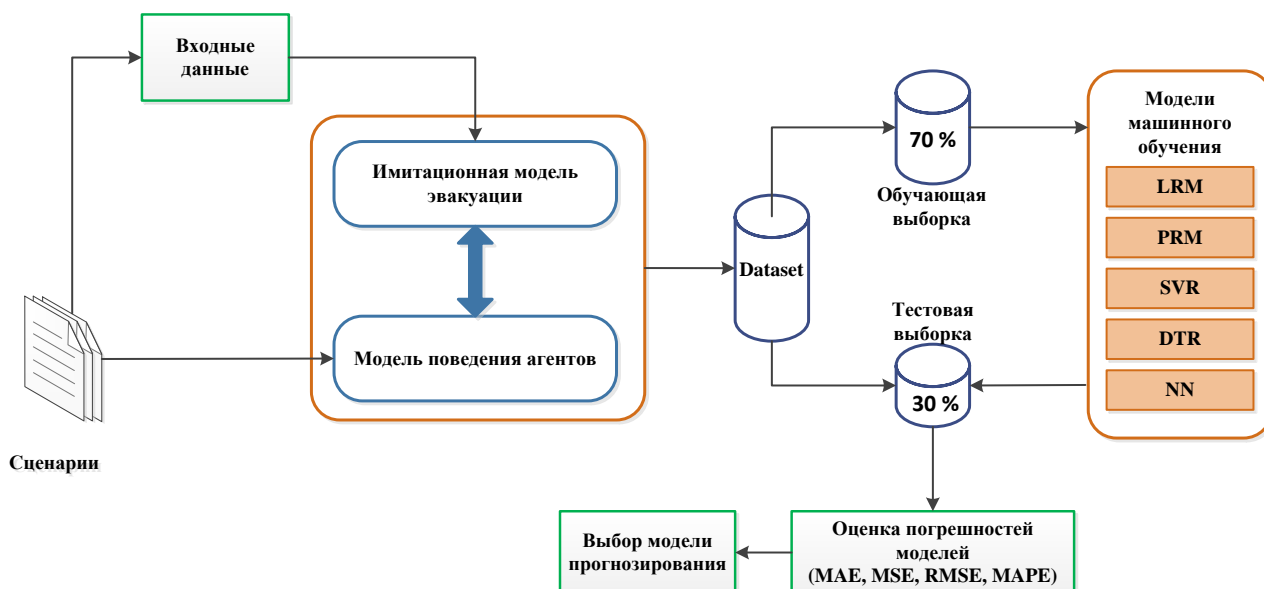 Входные
данные
Имитационная модель
эвакуации
Модель поведения агентов
Сценарии
Dataset
70 %
Обучающая
выборка
Тестовая
выборка
30 %
Модели
машинного
обучения
LRM
PRM
SVR
DTR
NN
Оценка погрешностей
моделей
(MAE, MSE, RMSE, MAPE)
Выбор модели
прогнозирования